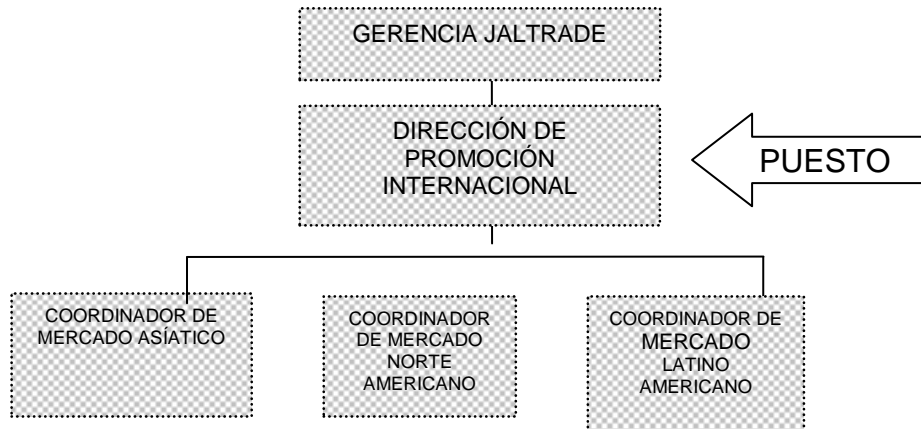 GERENCIA JALTRADE
DIRECCIÓN DE
PROMOCIÓN
INTERNACIONAL
PUESTO
COORDINADOR DE
MERCADO ASÍATICO
COORDINADOR
DE MERCADO
NORTE
AMERICANO
COORDINADOR DE
MERCADO
LATINO
AMERICANO